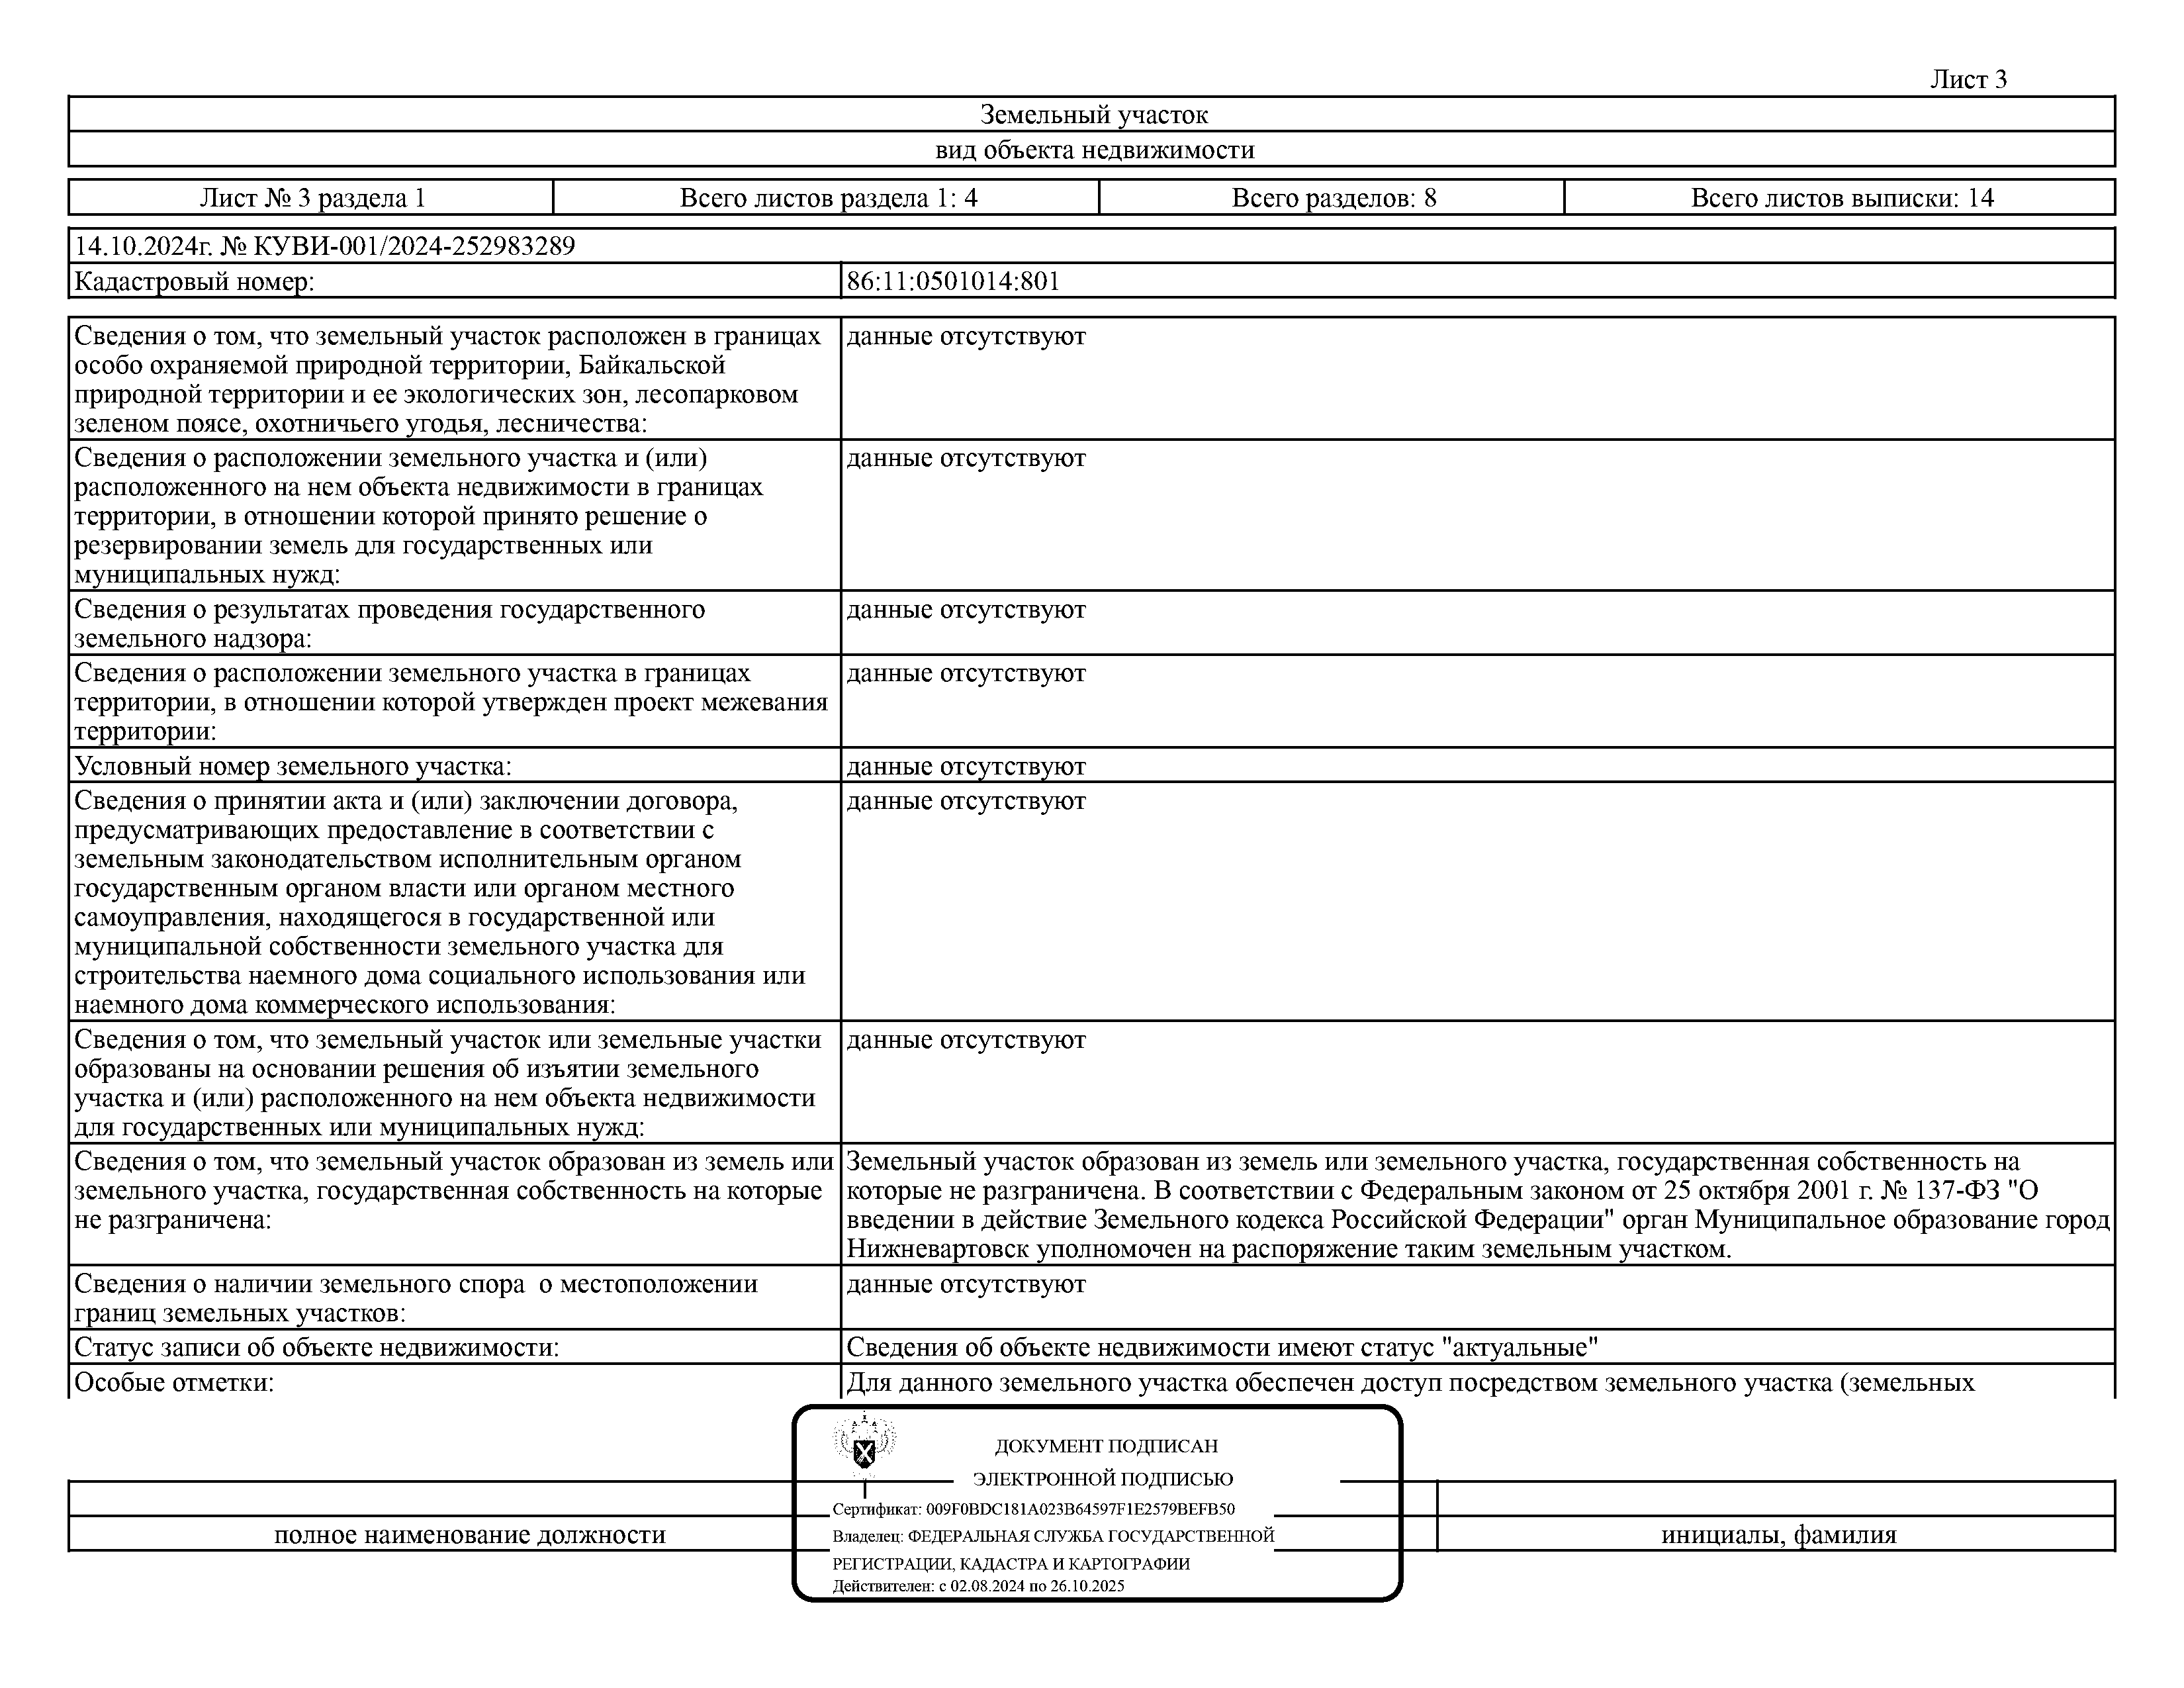 Лист 3
Земельный участок
вид объекта недвижимости
Лист № 3 раздела 1
Всего листов раздела 1: 4
Всего разделов: 8
Всего листов выписки: 14
14.10.2024г. № КУВИ-001/2024-252983289
Кадастровый номер:
86:11:0501014:801
Сведения о том, что земельный участок расположен в границах
особо охраняемой природной территории, Байкальской
природной территории и ее экологических зон, лесопарковом
зеленом поясе, охотничьего угодья, лесничества:
данные отсутствуют
Сведения о расположении земельного участка и (или)
расположенного на нем объекта недвижимости в границах
территории, в отношении которой принято решение о
резервировании земель для государственных или
муниципальных нужд:
данные отсутствуют
Сведения о результатах проведения государственного
земельного надзора:
данные отсутствуют
Сведения о расположении земельного участка в границах
территории, в отношении которой утвержден проект межевания
территории:
данные отсутствуют
Условный номер земельного участка:
данные отсутствуют
Сведения о принятии акта и (или) заключении договора,
предусматривающих предоставление в соответствии с
земельным законодательством исполнительным органом
государственным органом власти или органом местного
самоуправления, находящегося в государственной или
муниципальной собственности земельного участка для
строительства наемного дома социального использования или
наемного дома коммерческого использования:
данные отсутствуют
Сведения о том, что земельный участок или земельные участки
образованы на основании решения об изъятии земельного
участка и (или) расположенного на нем объекта недвижимости
для государственных или муниципальных нужд:
данные отсутствуют
Сведения о том, что земельный участок образован из земель или
земельного участка, государственная собственность на которые
не разграничена:
Земельный участок образован из земель или земельного участка, государственная собственность на
которые не разграничена. В соответствии с Федеральным законом от 25 октября 2001 г. № 137-ФЗ "О
введении в действие Земельного кодекса Российской Федерации" орган Муниципальное образование город
Нижневартовск уполномочен на распоряжение таким земельным участком.
Сведения о наличии земельного спора  о местоположении
границ земельных участков:
данные отсутствуют
Статус записи об объекте недвижимости:
Сведения об объекте недвижимости имеют статус "актуальные"
Особые отметки:
Для данного земельного участка обеспечен доступ посредством земельного участка (земельных
ДОКУМЕНТ ПОДПИСАН
ЭЛЕКТРОННОЙ ПОДПИСЬЮ
Сертификат: 009F0BDC181A023B64597F1E2579BEFB50
Владелец: ФЕДЕРАЛЬНАЯ СЛУЖБА ГОСУДАРСТВЕННОЙ
РЕГИСТРАЦИИ, КАДАСТРА И КАРТОГРАФИИ
Действителен: с 02.08.2024 по 26.10.2025
полное наименование должности
инициалы, фамилия